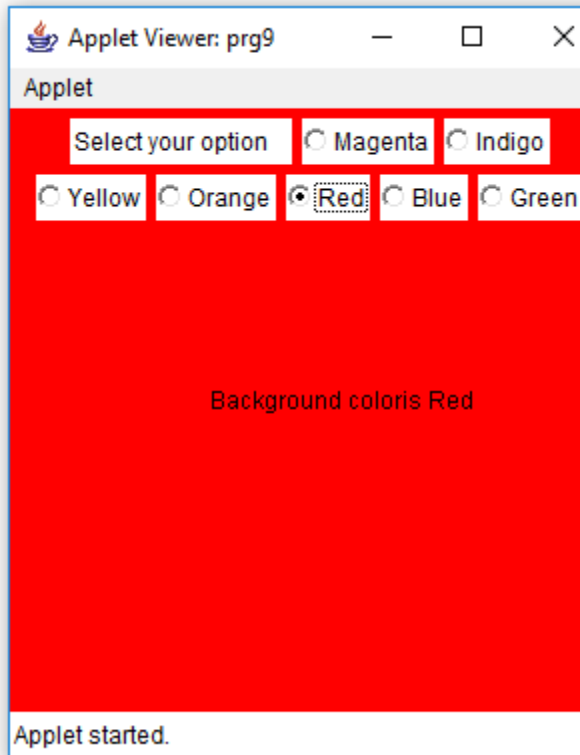 Applet Viewer: prg9
Applet
Select your option Magenta Indigo
Yellow Orange Red Blue Green
Background coloris Red
Applet started.